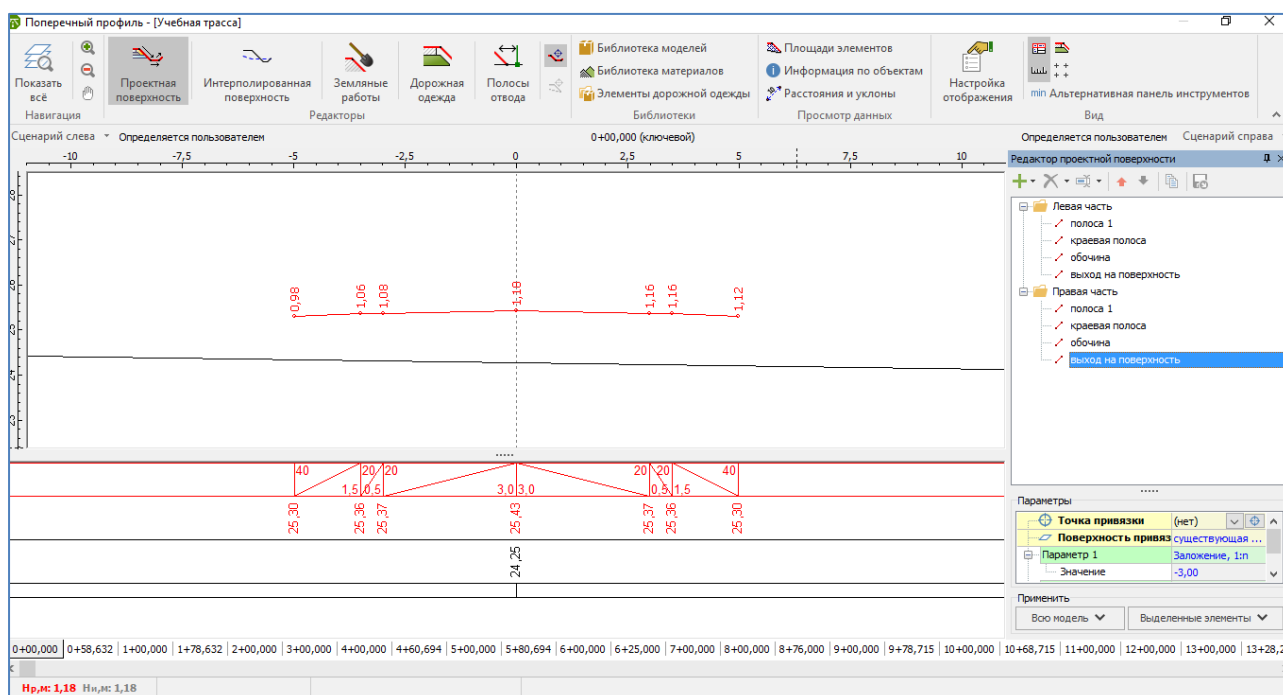 Поперечный профиль - [Учебная трасса]
Показать всё
Навигация
Проектная поверхность
Интерполированная поверхность
Земляные работы
Дорожная одежда
Полосы отвода
Редакторы
Библиотека моделей
Библиотека материалов
Элементы дорожной одежды
Библиотеки
Площади элементов
Информация по объектам
Расстояния и уклоны
Просмотр данных
Настройка отображения
min Альтернативная панель инструментов
Вид
Сценарий слева Определяется пользователем 0+00,000 (ключевой) Определяется пользователем Сценарий справа
-10 -7,5 -5 -2,5 0 2,5 5 7,5 10
28
27
26
25
24
23
0,98 1,06 1,08 1,18 1,16 1,16 1,12
40 20 20 20 20 40
1,5 0,5 3,0 3,0 0,5 1,5
25,30 25,36 25,37 25,43 25,37 25,36 25,30
24,25
Редактор проектной поверхности
Левая часть
полоса 1
краевая полоса
обочина
выход на поверхность
Правая часть
полоса 1
краевая полоса
обочина
выход на поверхность
Параметры
Точка привязки (нет)
Поверхность привяз существующая ...
Параметр 1 Заложение, 1:n
Значение -3,00
Применить
Всю модель Выделенные элементы
0+00,000 0+58,632 1+00,000 1+78,632 2+00,000 3+00,000 4+00,000 4+60,694 5+00,000 5+80,694 6+00,000 6+25,000 7+00,000 8+00,000 8+76,000 9+00,000 9+78,715 10+00,000 10+68,715 11+00,000 12+00,000 13+00,000 13+28,2
Нр,м: 1,18 Ни,м: 1,18